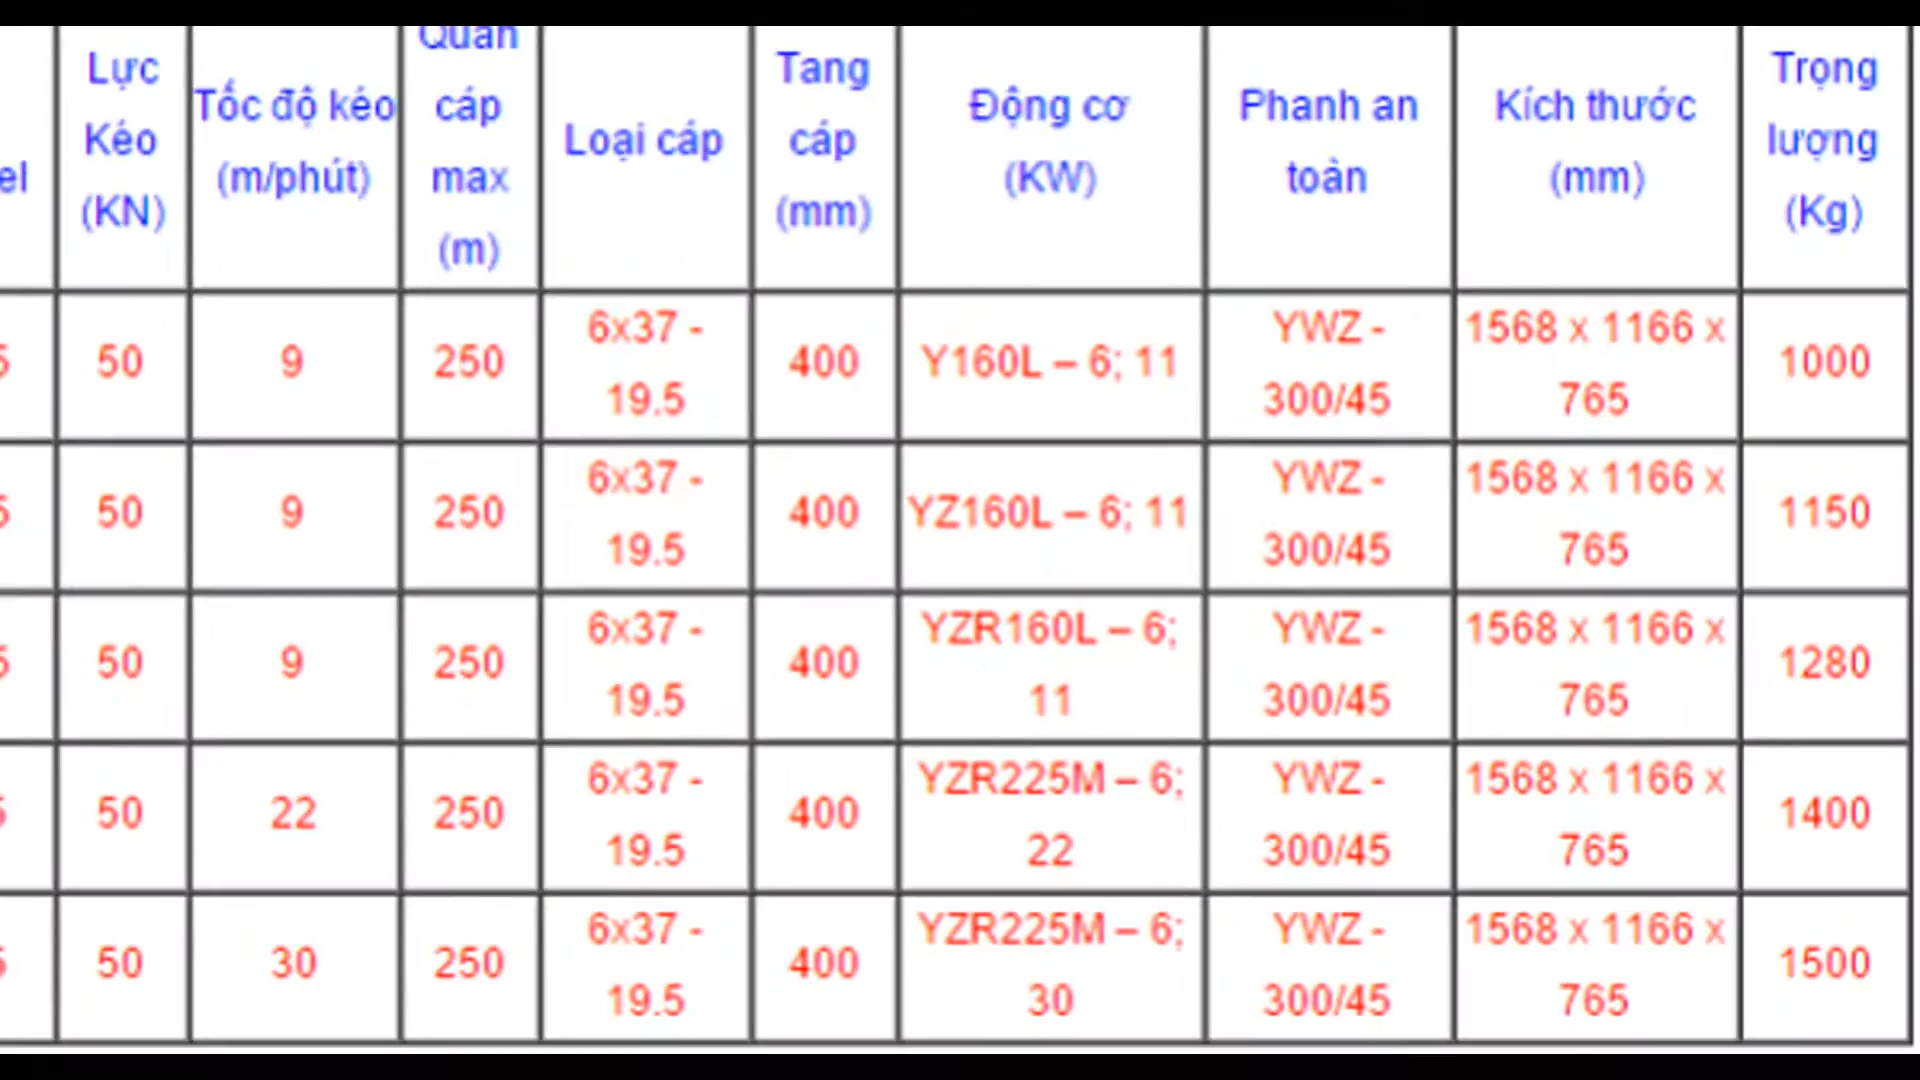 el
Lực
Kéo
(KN)
Tốc độ kéo
(m/phút)
cáp
max
(m)
Loại cáp
Tang
cáp
(mm)
Động cơ
(KW)
Phanh an
toàn
Kích thước
(mm)
Trọng
lượng
(Kg)
5
50
9
250
6x37 -
19.5
400
Y160L – 6; 11
YWZ -
300/45
1568 x 1166 x
765
1000
5
50
9
250
6x37 -
19.5
400
YZ160L – 6; 11
YWZ -
300/45
1568 x 1166 x
765
1150
5
50
9
250
6x37 -
19.5
400
YZR160L – 6;
11
YWZ -
300/45
1568 x 1166 x
765
1280
5
50
22
250
6x37 -
19.5
400
YZR225M – 6;
22
YWZ -
300/45
1568 x 1166 x
765
1400
5
50
30
250
6x37 -
19.5
400
YZR225M – 6;
30
YWZ -
300/45
1568 x 1166 x
765
1500